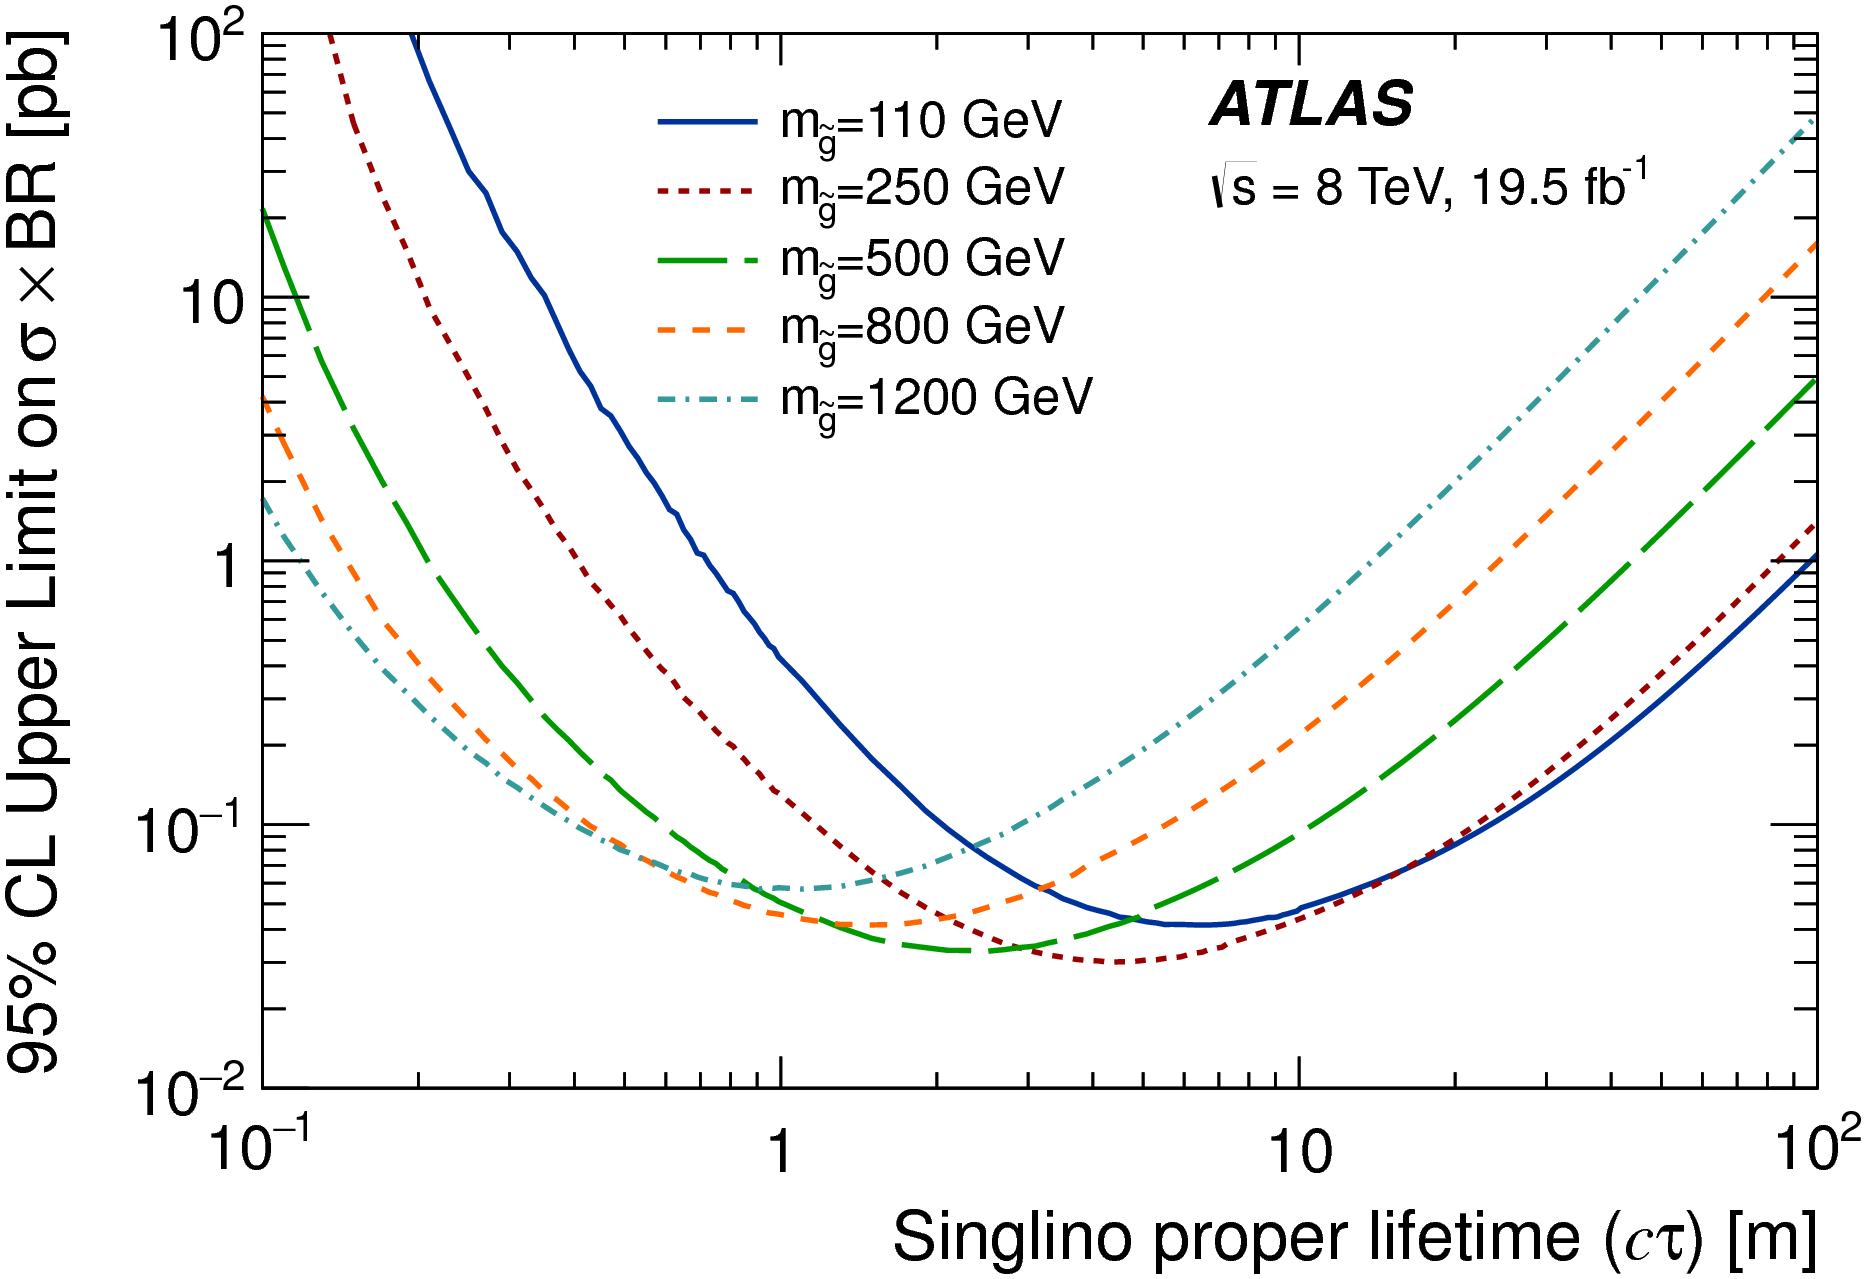 95% CL Upper Limit on σ × BR [pb]
10²
10
1
10⁻¹
10⁻²
m_g̃=110 GeV
m_g̃=250 GeV
m_g̃=500 GeV
m_g̃=800 GeV
m_g̃=1200 GeV
ATLAS
√s = 8 TeV, 19.5 fb⁻¹
10⁻¹ 1 10 10²
Singlino proper lifetime (cτ) [m]